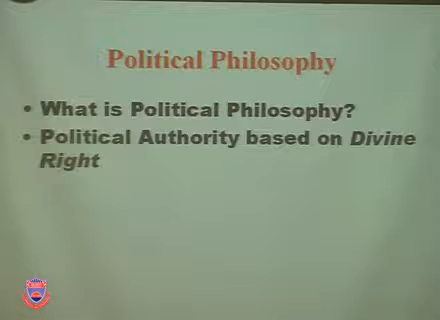 Political Philosophy
• What is Political Philosophy?
• Political Authority based on Divine
Right